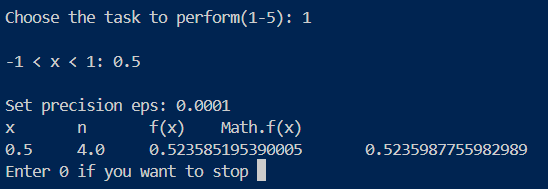 Choose the task to perform(1-5): 1
-1 < x < 1: 0.5
Set precision eps: 0.0001
x n f(x) Math.f(x)
0.5 4.0 0.523585195390005 0.5235987755982989
Enter 0 if you want to stop